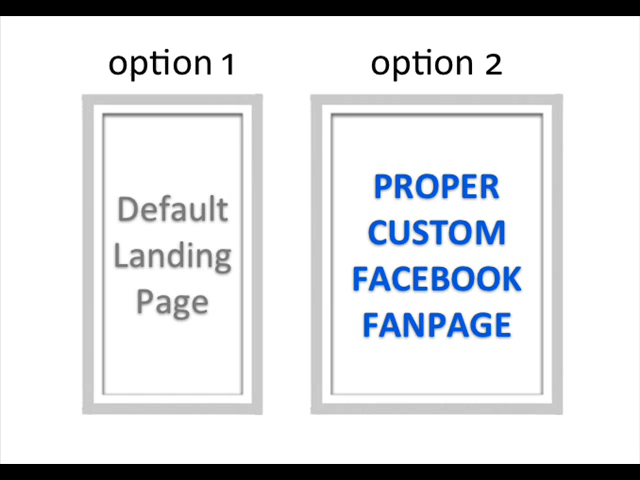 option 1
Default
Landing
Page
option 2
PROPER
CUSTOM
FACEBOOK
FANPAGE